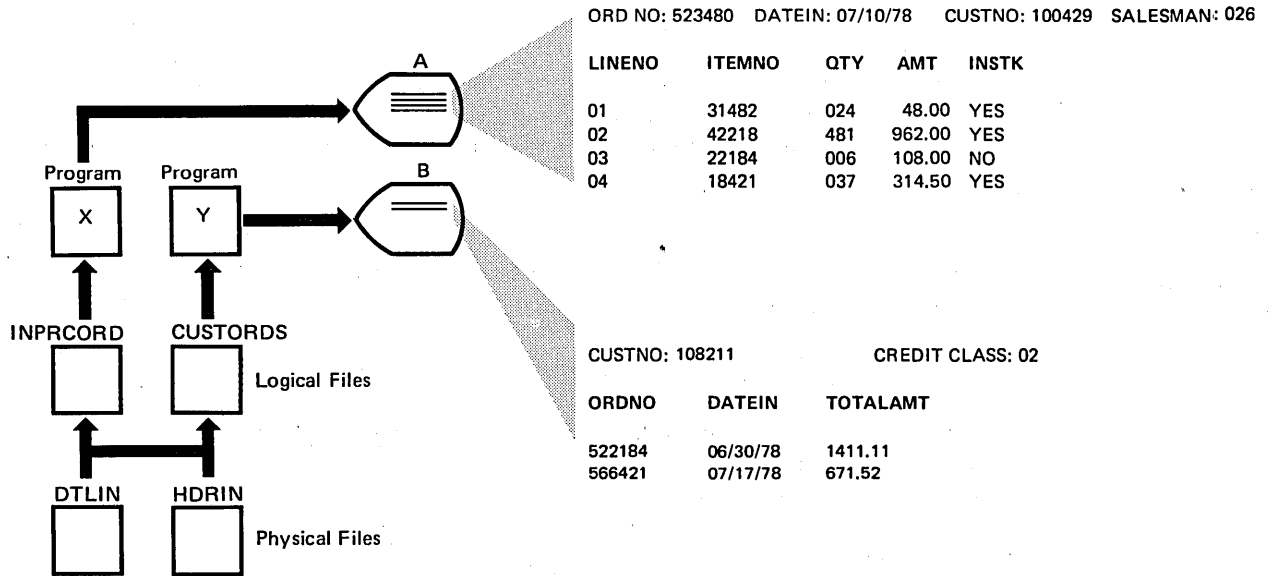 ORD NO: 523480 DATEIN: 07/10/78 CUSTNO: 100429 SALESMAN: 026
LINENO ITEMNO QTY AMT INSTK
01 31482 024 48.00 YES
02 42218 481 962.00 YES
03 22184 006 108.00 NO
04 18421 037 314.50 YES
A
Program Program
B
X Y
INPRCORD CUSTORDS
Logical Files
CUSTNO: 108211 CREDIT CLASS: 02
ORDNO DATEIN TOTALAMT
522184 06/30/78 1411.11
566421 07/17/78 671.52
DTLIN HDRIN
Physical Files